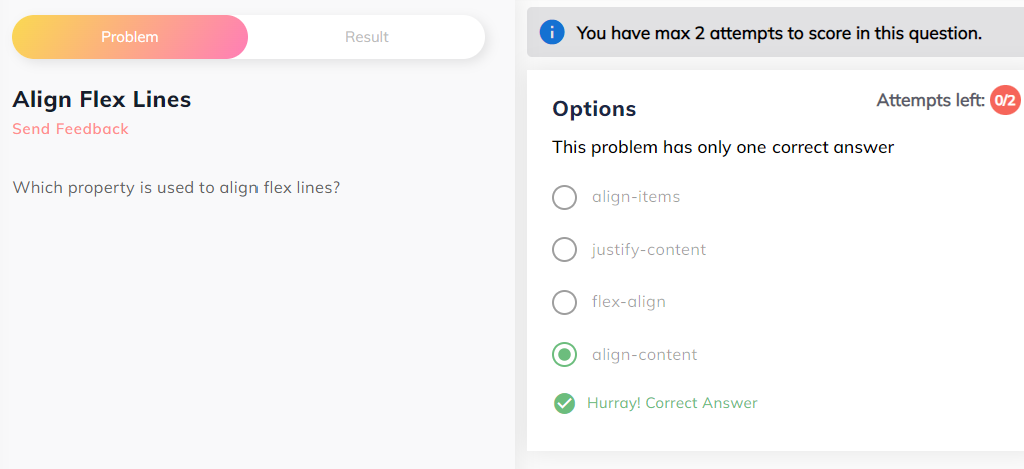 Problem
Result
Align Flex Lines
Send Feedback
Which property is used to align flex lines?
You have max 2 attempts to score in this question.
Options
Attempts left: 0/2
This problem has only one correct answer
align-items
justify-content
flex-align
align-content
Hurray! Correct Answer